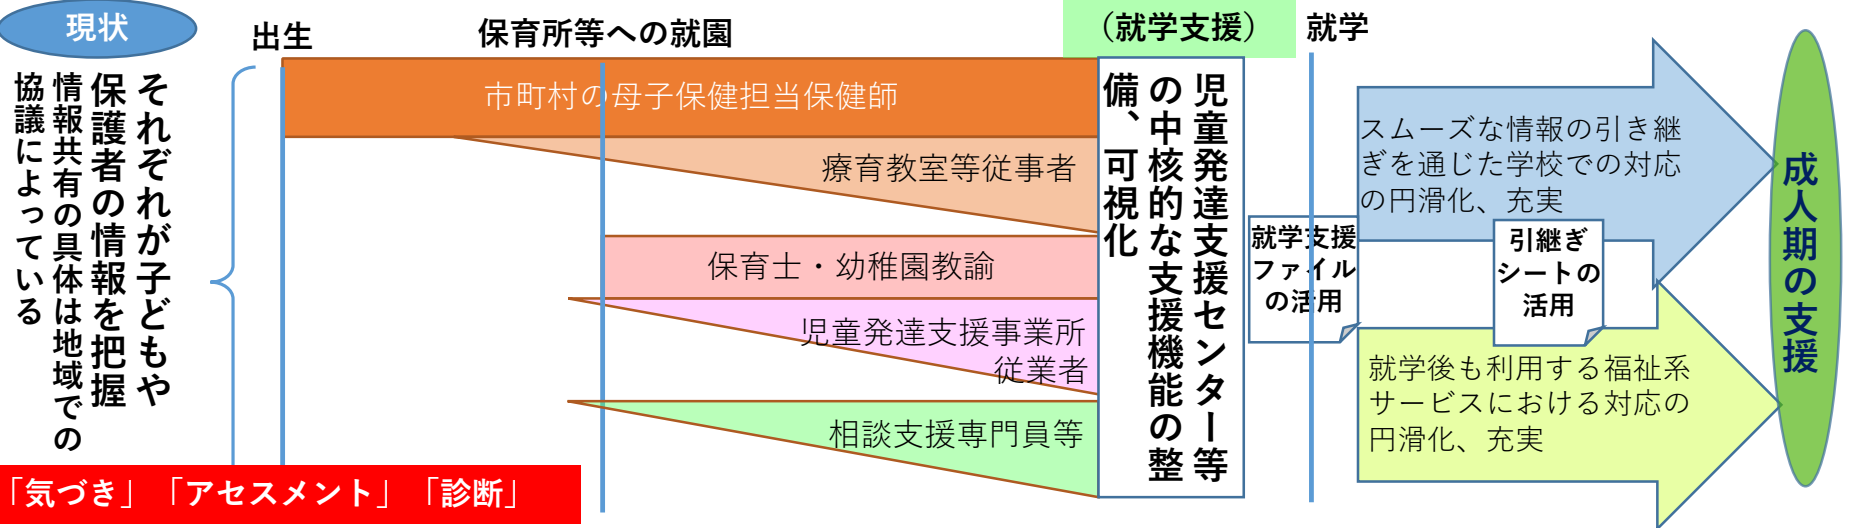 現状
出生
保育所等への就園
（就学支援）
就学
それぞれが子どもや
保護者の情報を把握
情報共有の具体は地域での
協議によっている
市町村の母子保健担当保健師
療育教室等従事者
保育士・幼稚園教諭
児童発達支援事業所
従業者
相談支援専門員等
児童発達支援センター等
の中核的な支援機能の整
備、可視化
就学支援
ファイル
の活用
スムーズな情報の引き継
ぎを通じた学校での対応
の円滑化、充実
引継ぎ
シートの
活用
就学後も利用する福祉系
サービスにおける対応の
円滑化、充実
成人期の支援
「気づき」「アセスメント」「診断」